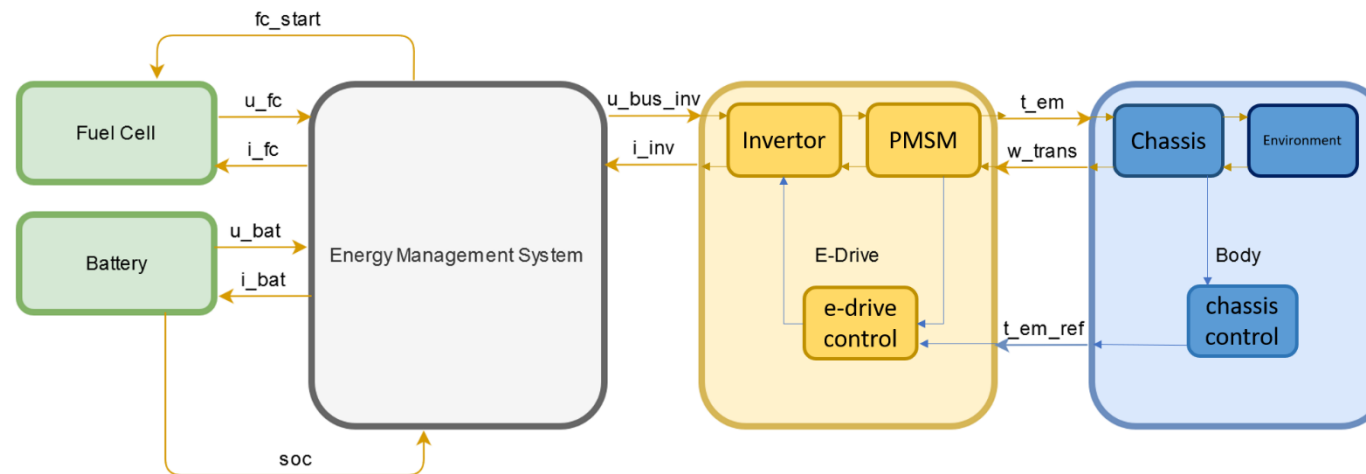 fc_start
Fuel Cell
u_fc
i_fc
Battery
u_bat
i_bat
soc
Energy Management System
u_bus_inv
i_inv
Invertor
PMSM
E-Drive
e-drive
control
t_em
w_trans
t_em_ref
Chassis
Environment
Body
chassis
control